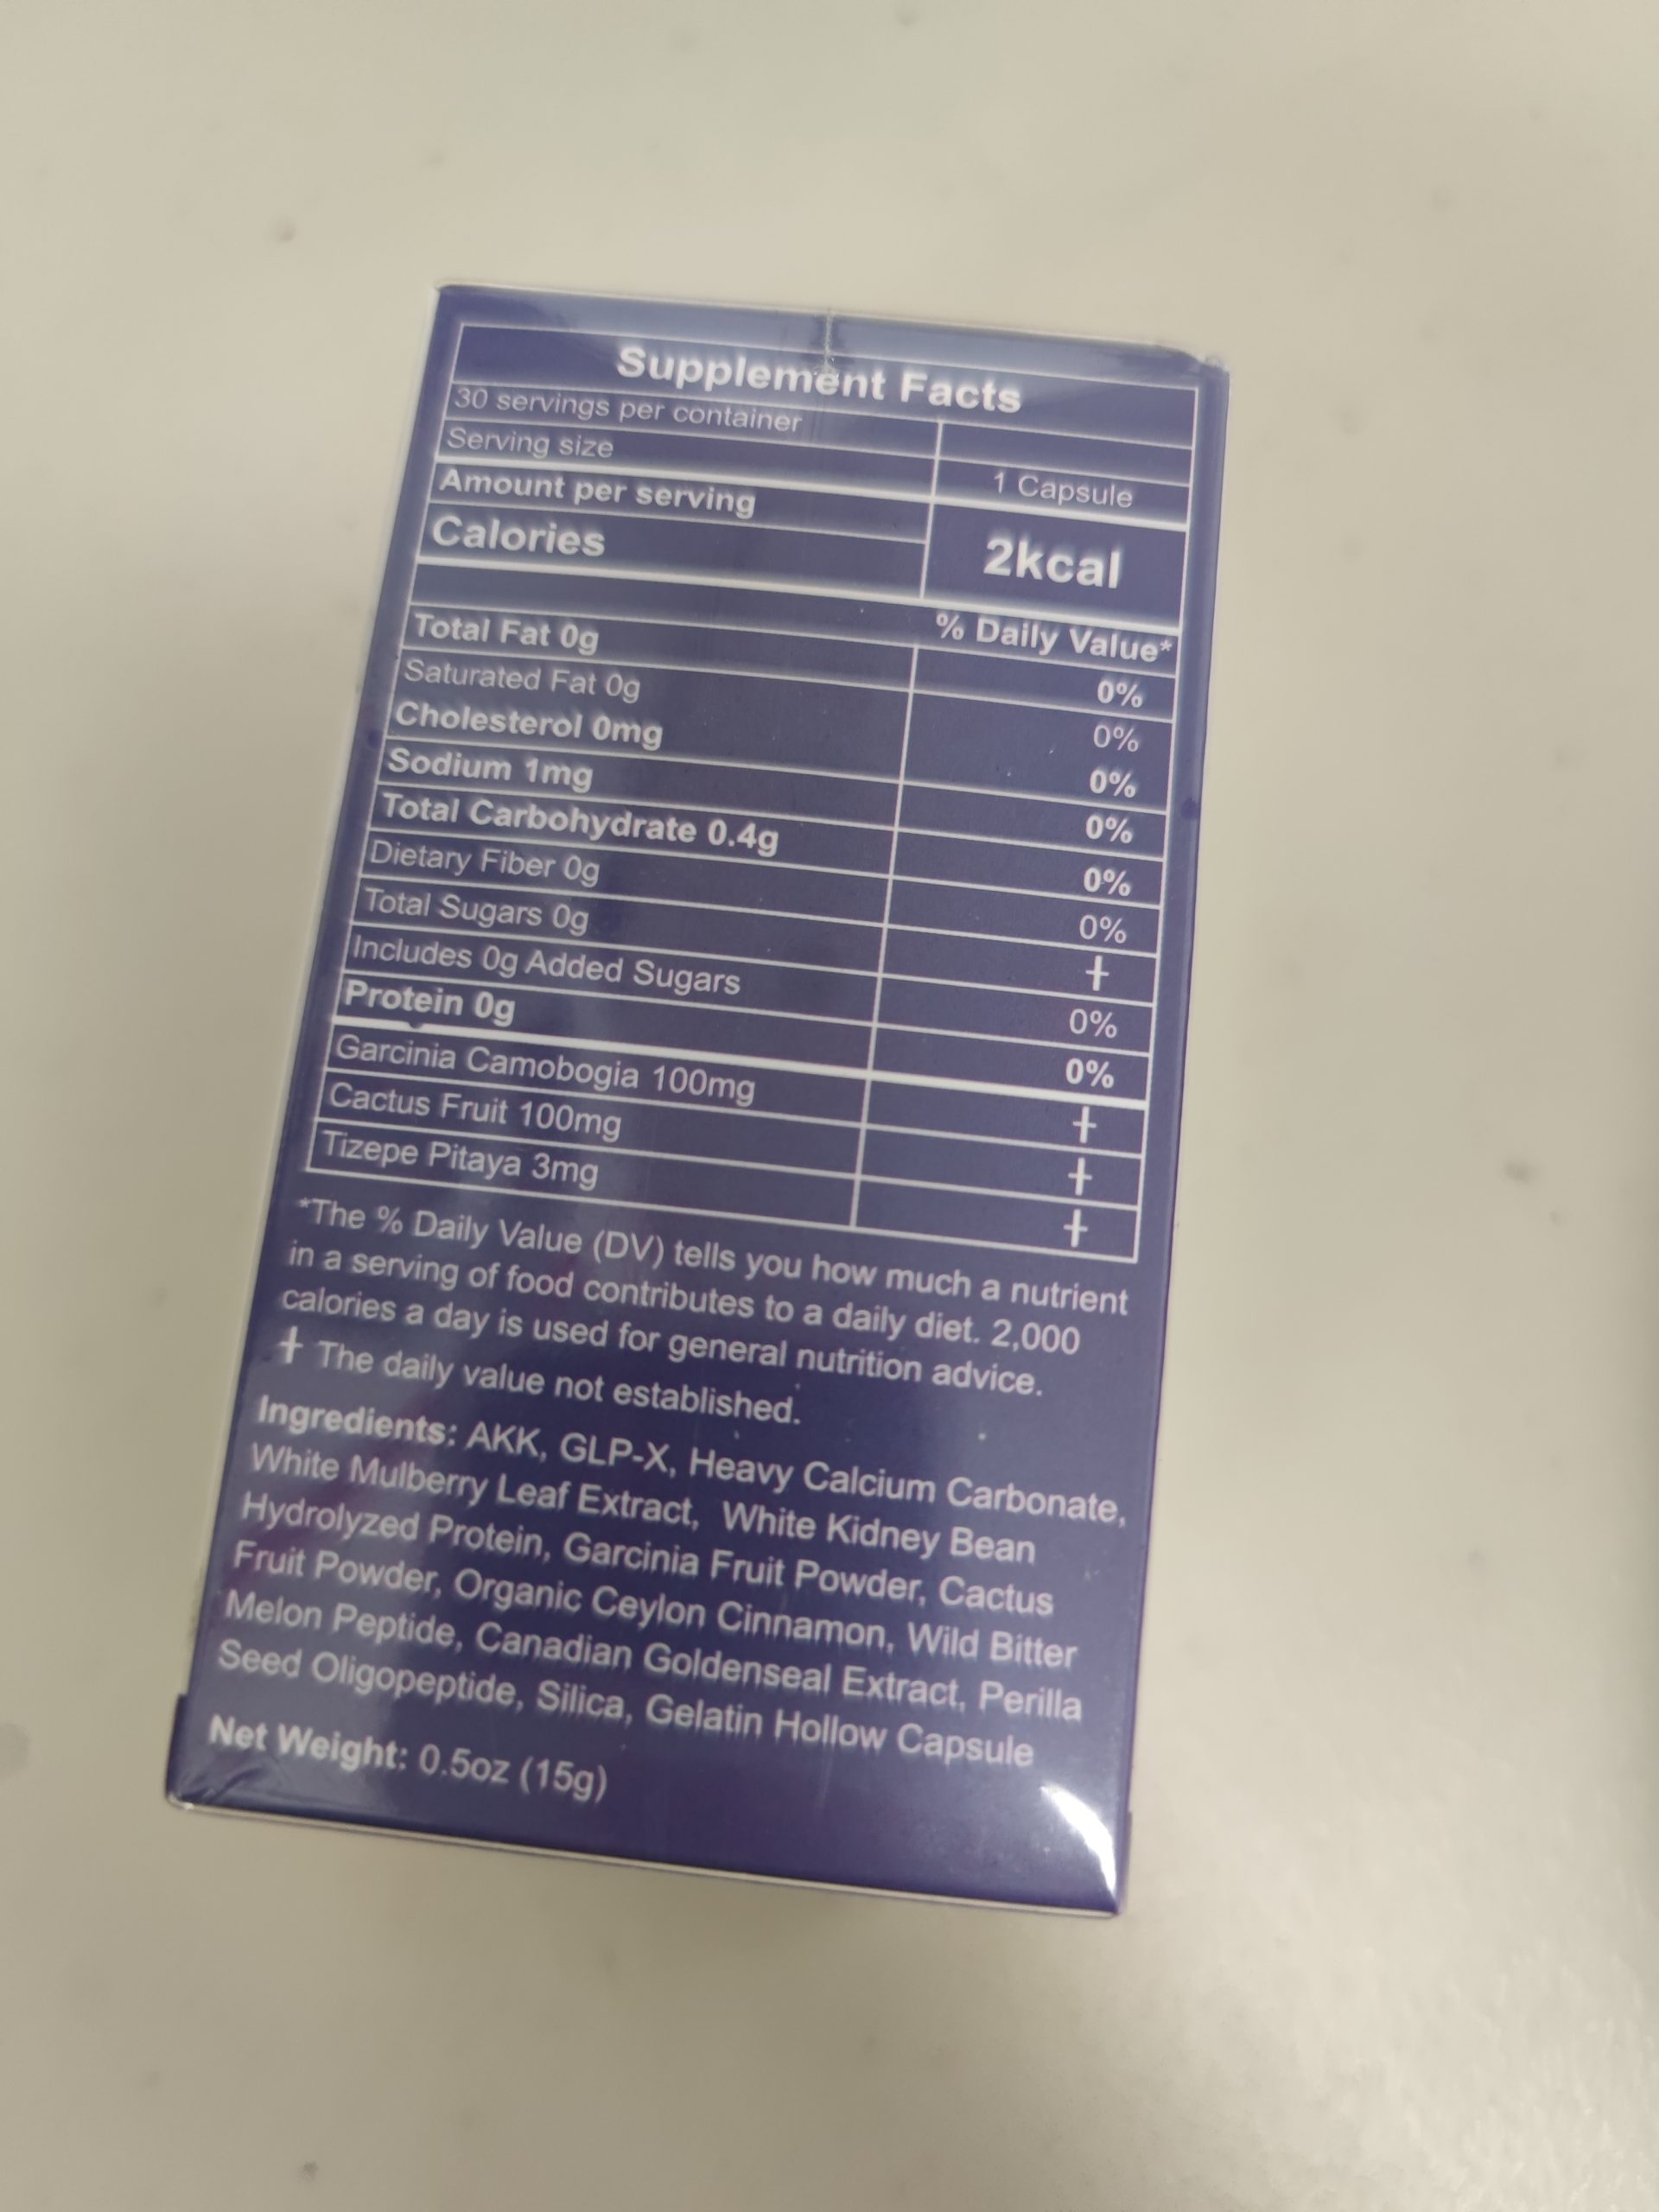 Supplement Facts
30 servings per container
Serving size 1 Capsule
Amount per serving
Calories 2kcal
% Daily Value*
Total Fat 0g 0%
Saturated Fat 0g 0%
Cholesterol 0mg 0%
Sodium 1mg 0%
Total Carbohydrate 0.4g 0%
Dietary Fiber 0g 0%
Total Sugars 0g †
Includes 0g Added Sugars 0%
Protein 0g 0%
Garcinia Camobogia 100mg †
Cactus Fruit 100mg †
Tizepe Pitaya 3mg †
*The % Daily Value (DV) tells you how much a nutrient
in a serving of food contributes to a daily diet. 2,000
calories a day is used for general nutrition advice.
† The daily value not established.
Ingredients: AKK, GLP-X, Heavy Calcium Carbonate,
White Mulberry Leaf Extract, White Kidney Bean
Hydrolyzed Protein, Garcinia Fruit Powder, Cactus
Fruit Powder, Organic Ceylon Cinnamon, Wild Bitter
Melon Peptide, Canadian Goldenseal Extract, Perilla
Seed Oligopeptide, Silica, Gelatin Hollow Capsule
Net Weight: 0.5oz (15g)